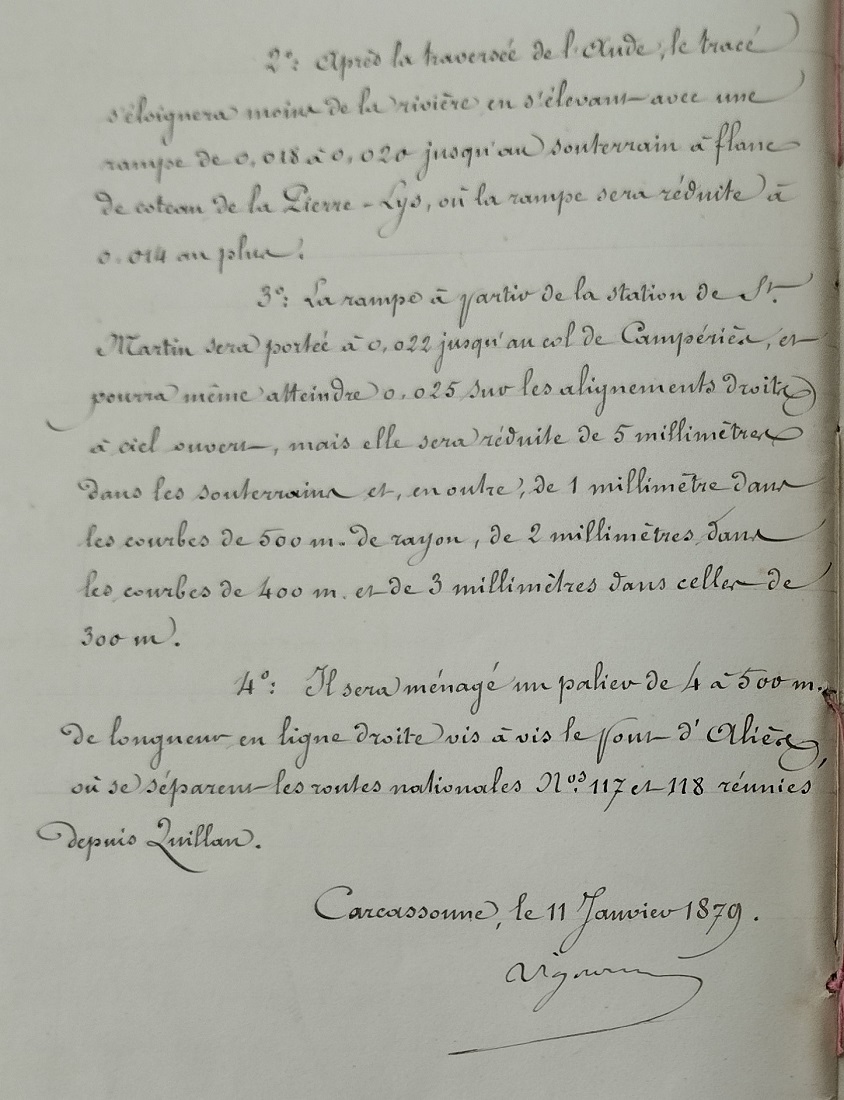 2°: Après la traversée de l'Aude, le tracé
s'éloignera moins de la rivière en s'élevant avec une
rampe de 0,018 à 0,020 jusqu'au souterrain à flanc
de coteau de la Pierre-Lys, où la rampe sera réduite à
0.014 au plus.
3°: La rampe à partir de la station de St.
Martin sera portée à 0,022 jusqu'au col de Campériès, et
pourra même atteindre 0,025 sur les alignements droits
à ciel ouvert, mais elle sera réduite de 5 millimètres
dans les souterrains et, en outre, de 1 millimètre dans
les courbes de 500 m. de rayon, de 2 millimètres dans
les courbes de 400 m. et de 3 millimètres dans celles de
300 m.
4°: Il sera ménagé un palier de 4 à 500 m.
de longueur en ligne droite vis à vis le pont d'Aliès,
où se séparent les routes nationales Nos. 117 et 118 réunies
depuis Quillan.
Carcassonne, le 11 Janvier 1879.